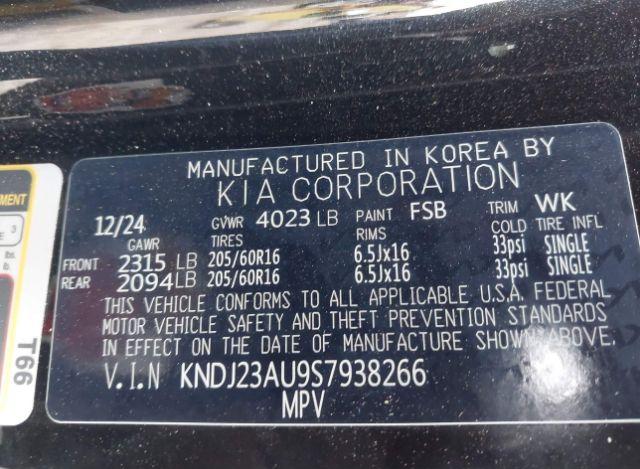 MANUFACTURED IN KOREA BY
KIA CORPORATION
12/24 GVWR 4023 LB PAINT FSB TRIM WK
GAWR TIRES RIMS COLD TIRE INFL
FRONT 2315 LB 205/60R16 6.5Jx16 33psi SINGLE
REAR 2094 LB 205/60R16 6.5Jx16 33psi SINGLE
THIS VEHICLE CONFORMS TO ALL APPLICABLE U.S.A. FEDERAL
MOTOR VEHICLE SAFETY AND THEFT PREVENTION STANDARDS
IN EFFECT ON THE DATE OF MANUFACTURE SHOWN ABOVE.
V.I.N KNDJ23AU9S7938266
MPV
3
lbs.
lb.
T66